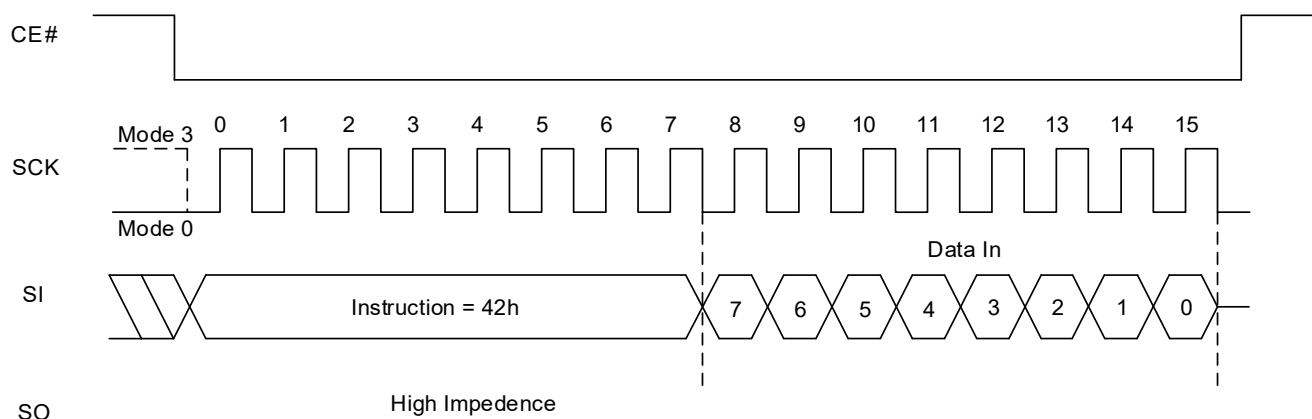 CE#
0 1 2 3 4 5 6 7 8 9 10 11 12 13 14 15
Mode 3
SCK
Mode 0
Data In
SI
Instruction = 42h
7 6 5 4 3 2 1 0
High Impedence
SO